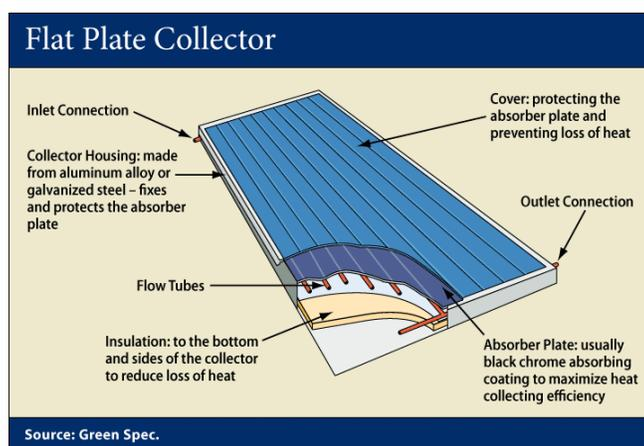 Flat Plate Collector
Inlet Connection
Collector Housing: made
from aluminum alloy or
galvanized steel – fixes
and protects the absorber
plate
Flow Tubes
Insulation: to the bottom
and sides of the collector
to reduce loss of heat
Cover: protecting the
absorber plate and
preventing loss of heat
Outlet Connection
Absorber Plate: usually
black chrome absorbing
coating to maximize heat
collecting efficiency
Source: Green Spec.